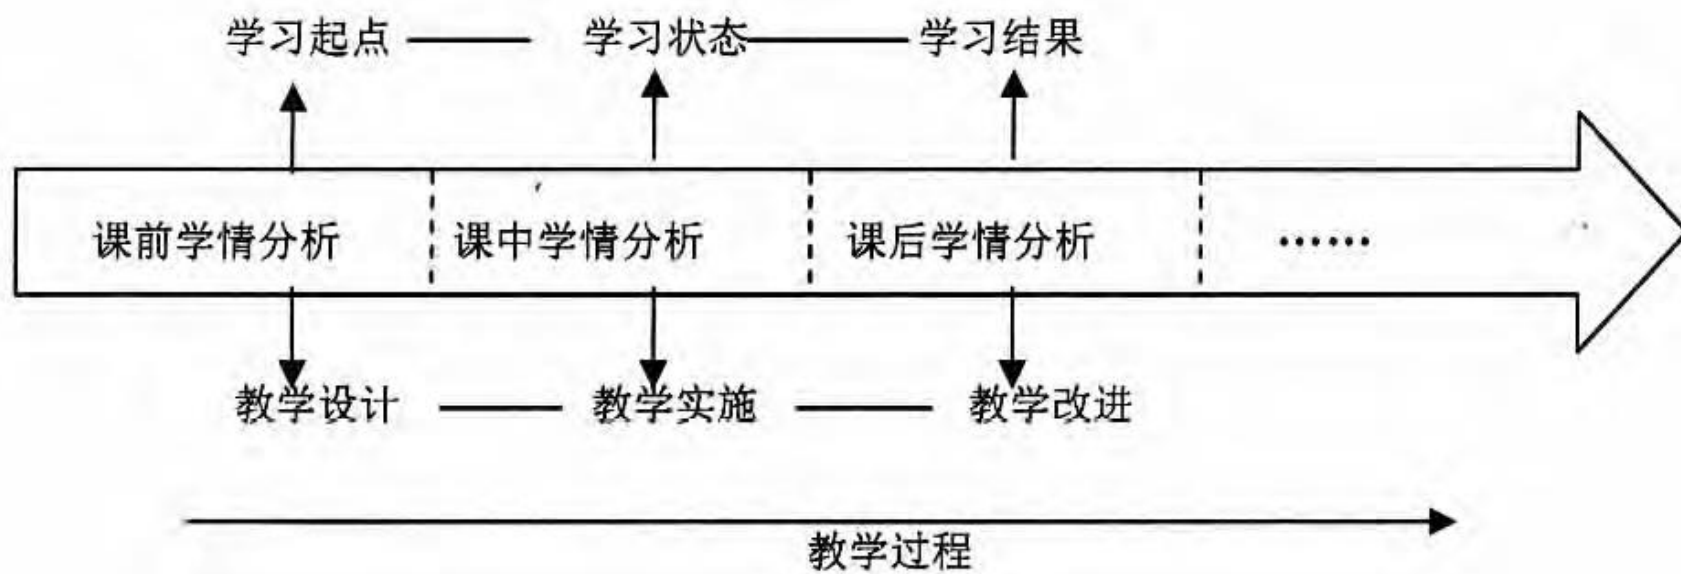 学习起点 学习状态 学习结果
课前学情分析 课中学情分析 课后学情分析 ……
教学设计 教学实施 教学改进
教学过程